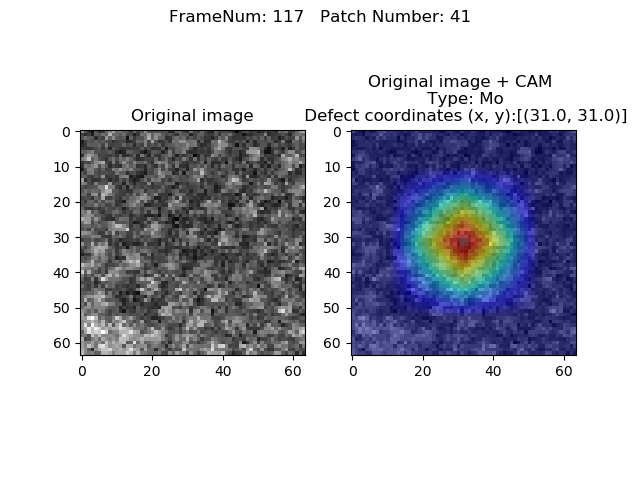 FrameNum: 117   Patch Number: 41
Original image
0
10
20
30
40
50
60
0 20 40 60
Original image + CAM
Type: Mo
Defect coordinates (x, y):[(31.0, 31.0)]
0
10
20
30
40
50
60
0 20 40 60